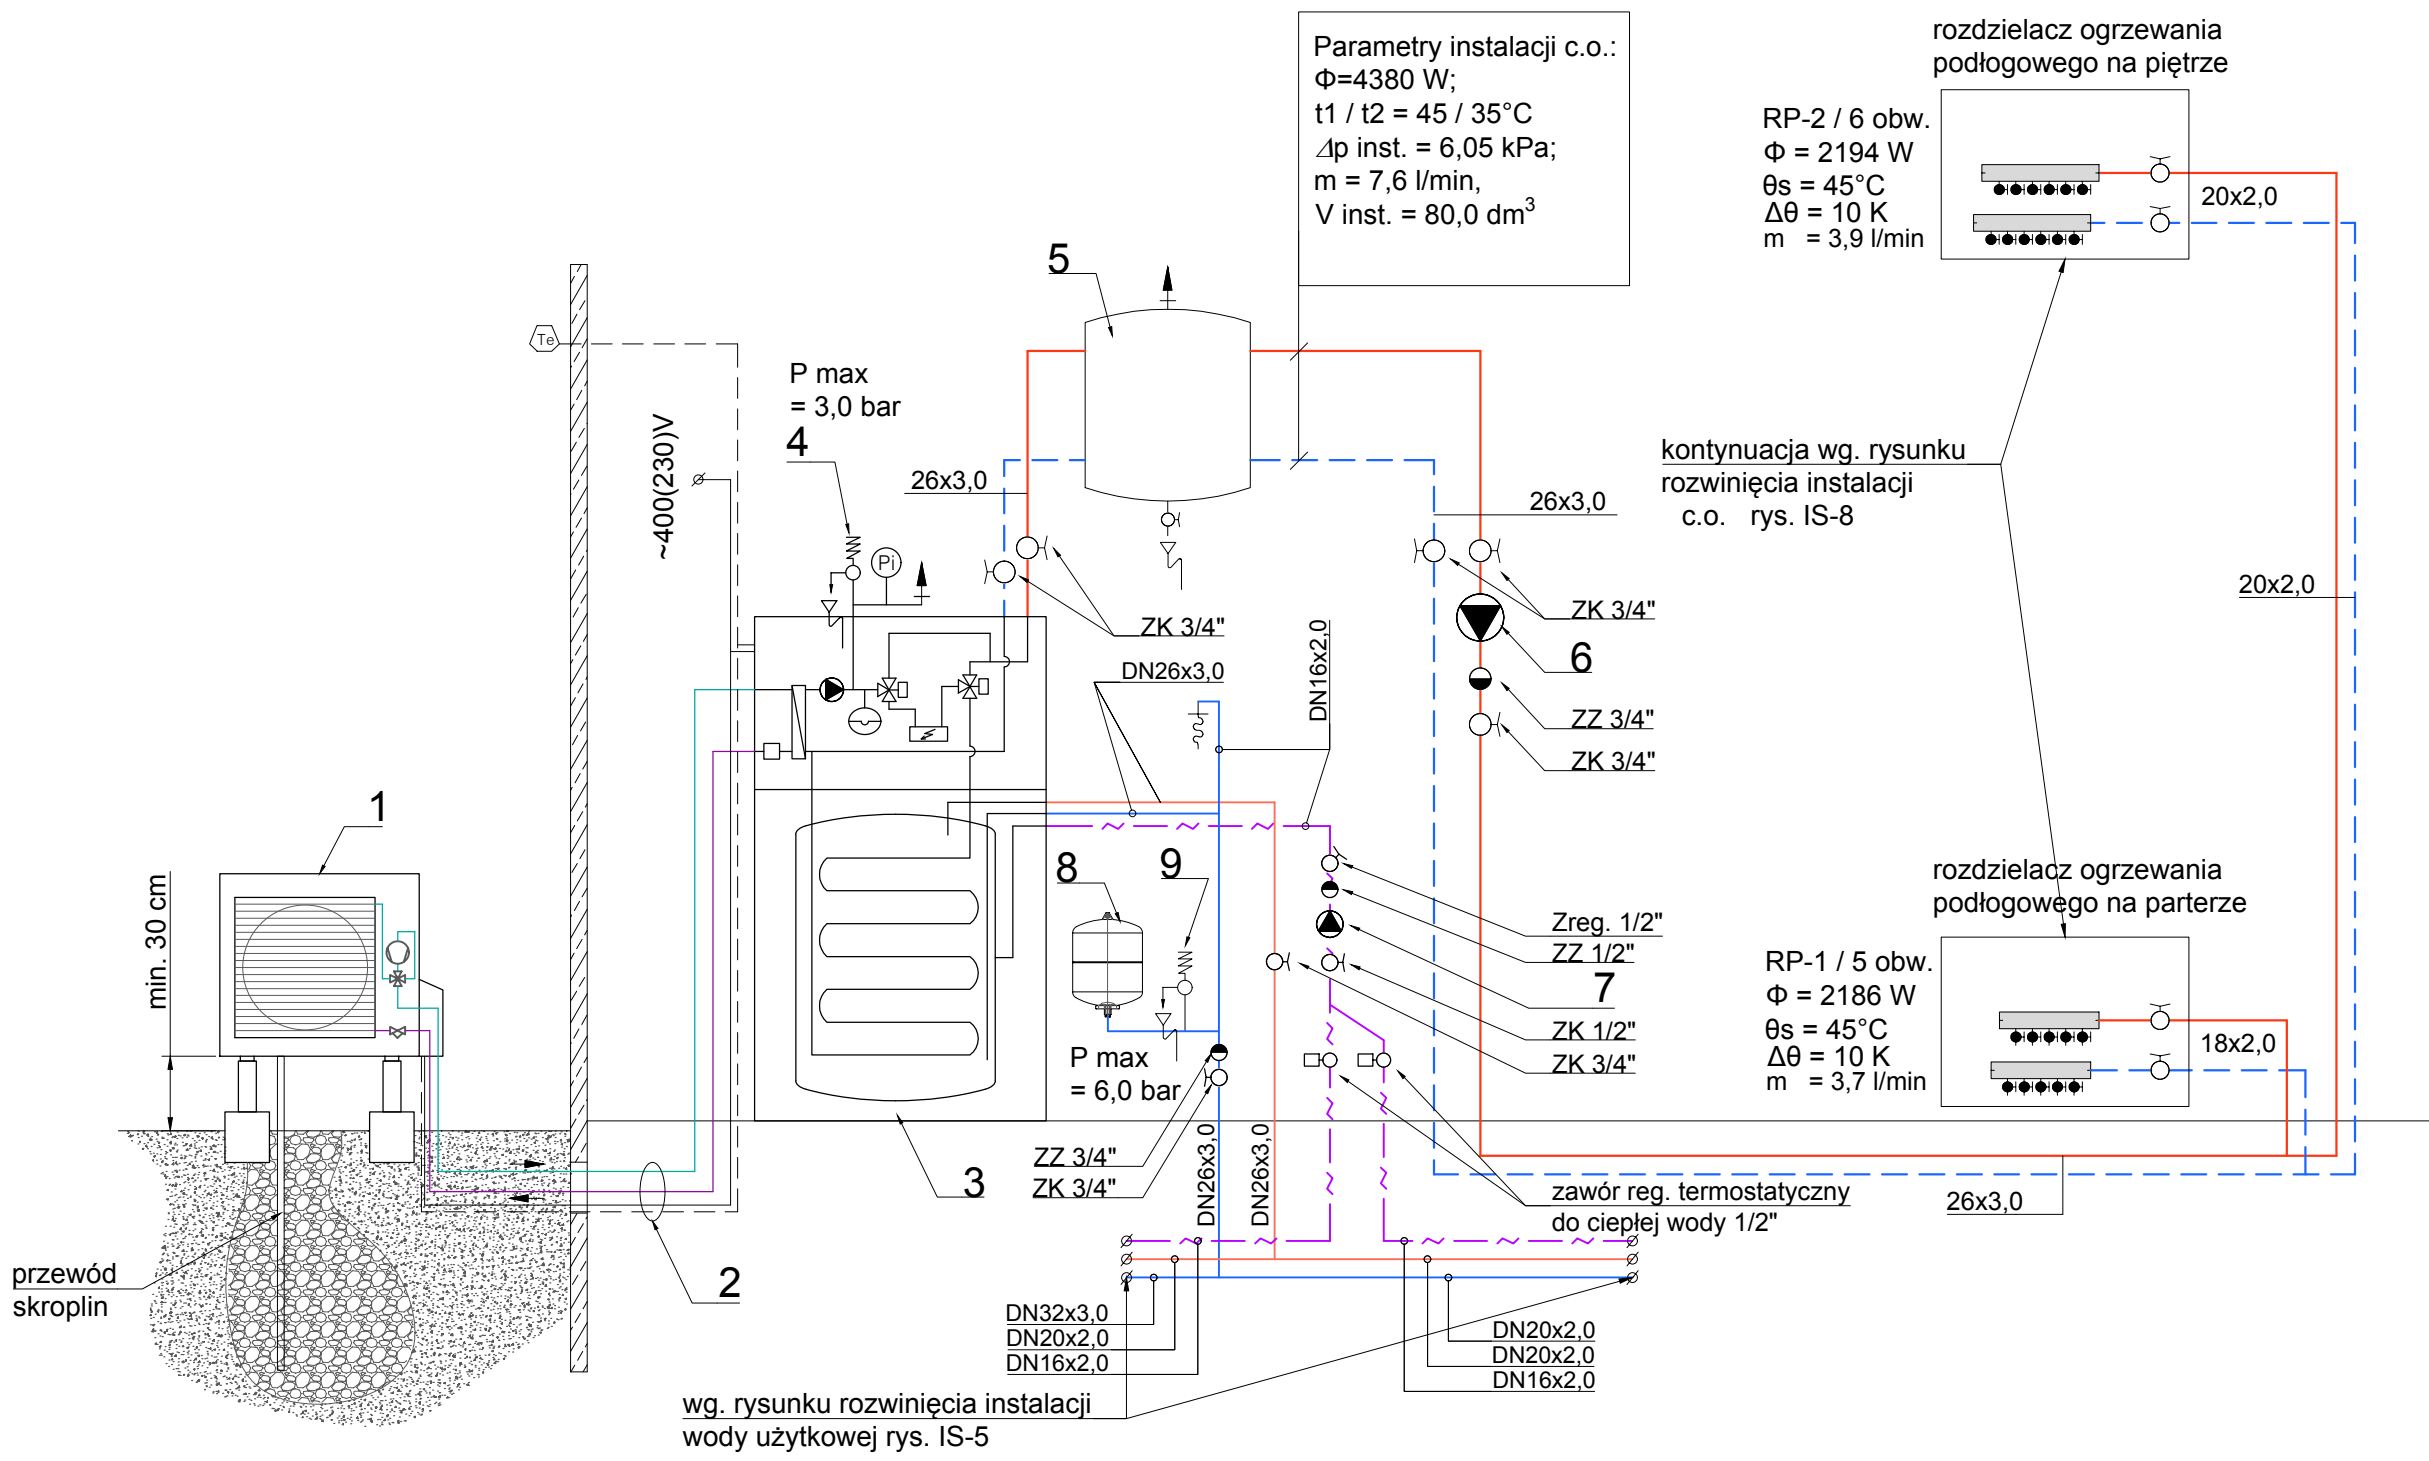 Parametry instalacji c.o.:
Φ=4380 W;
t1 / t2 = 45 / 35°C
Δp inst. = 6,05 kPa;
m = 7,6 l/min,
V inst. = 80,0 dm³
rozdzielacz ogrzewania
podłogowego na piętrze
RP-2 / 6 obw.
Φ = 2194 W
θs = 45°C
Δθ = 10 K
m = 3,9 l/min
20x2,0
5
Te
P max
= 3,0 bar
4
~400(230)V
26x3,0
Pi
ZK 3/4"
26x3,0
kontynuacja wg. rysunku
rozwinięcia instalacji
c.o. rys. IS-8
20x2,0
ZK 3/4"
6
ZZ 3/4"
ZK 3/4"
DN26x3,0
DN16x2,0
1
min. 30 cm
8
9
P max
= 6,0 bar
Zreg. 1/2"
ZZ 1/2"
7
ZK 1/2"
ZK 3/4"
rozdzielacz ogrzewania
podłogowego na parterze
RP-1 / 5 obw.
Φ = 2186 W
θs = 45°C
Δθ = 10 K
m = 3,7 l/min
18x2,0
3
ZZ 3/4"
ZK 3/4"
DN26x3,0
DN26x3,0
zawór reg. termostatyczny
do ciepłej wody 1/2"
26x3,0
przewód
skroplin
2
DN32x3,0
DN20x2,0
DN16x2,0
DN20x2,0
DN20x2,0
DN16x2,0
wg. rysunku rozwinięcia instalacji
wody użytkowej rys. IS-5